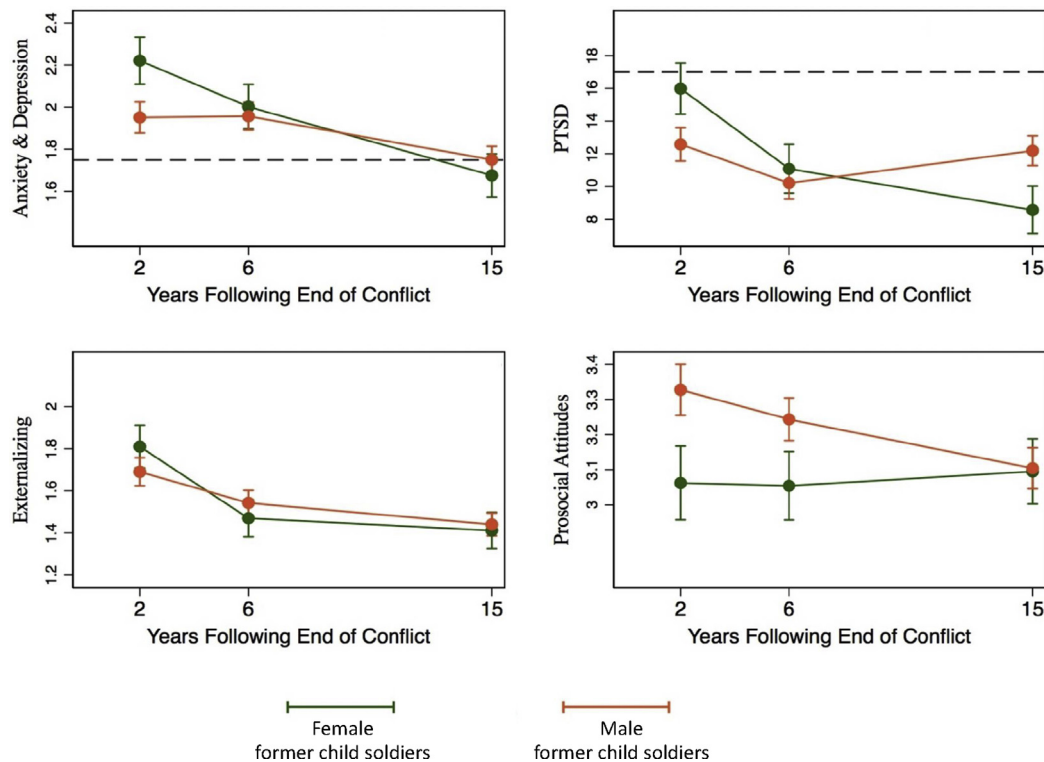 Anxiety & Depression
2.4
2.2
2
1.8
1.6
2
6
15
Years Following End of Conflict
PTSD
18
16
14
12
10
8
2
6
15
Years Following End of Conflict
Externalizing
2
1.8
1.6
1.4
1.2
2
6
15
Years Following End of Conflict
Prosocial Attitudes
3.4
3.3
3.2
3.1
3
2
6
15
Years Following End of Conflict
Female
former child soldiers
Male
former child soldiers